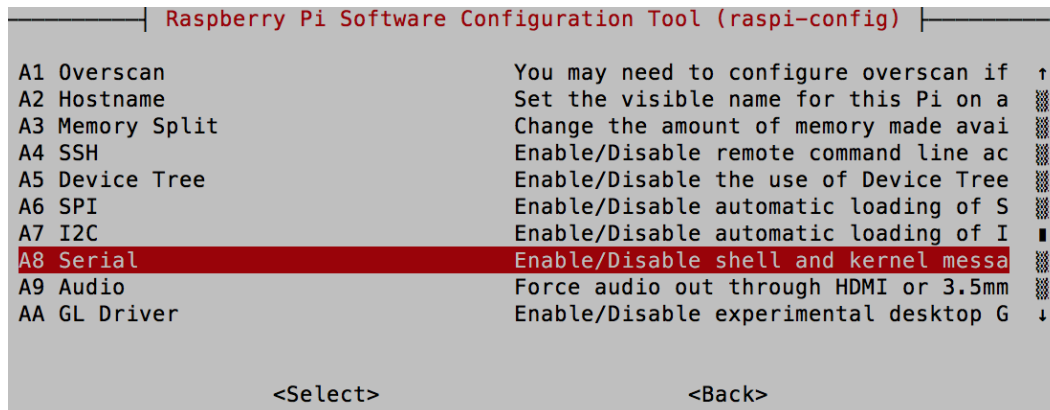 Raspberry Pi Software Configuration Tool (raspi-config)
A1 Overscan You may need to configure overscan if
A2 Hostname Set the visible name for this Pi on a
A3 Memory Split Change the amount of memory made avai
A4 SSH Enable/Disable remote command line ac
A5 Device Tree Enable/Disable the use of Device Tree
A6 SPI Enable/Disable automatic loading of S
A7 I2C Enable/Disable automatic loading of I
A8 Serial Enable/Disable shell and kernel messa
A9 Audio Force audio out through HDMI or 3.5mm
AA GL Driver Enable/Disable experimental desktop G
<Select> <Back>